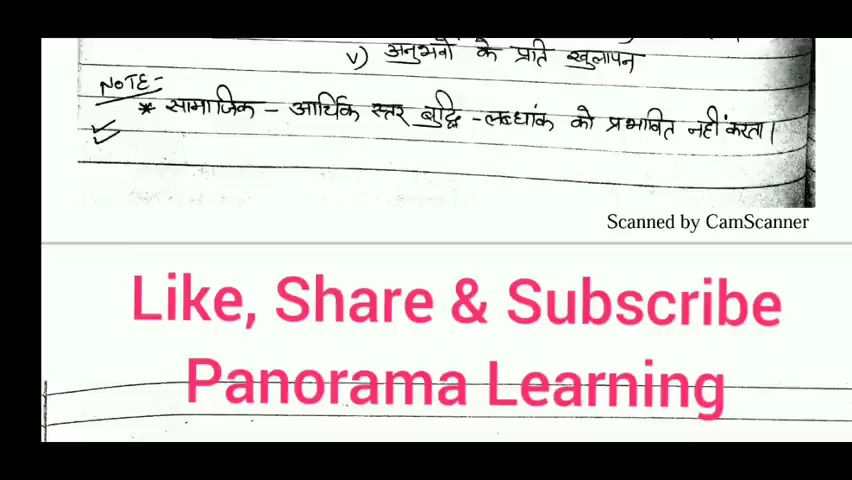 v) अनुभवों के प्रति खुलापन
NOTE-
* सामाजिक - आर्थिक स्तर बुद्धि - लब्धांक को प्रभावित नहीं करता।
Scanned by CamScanner
Like, Share & Subscribe
Panorama Learning